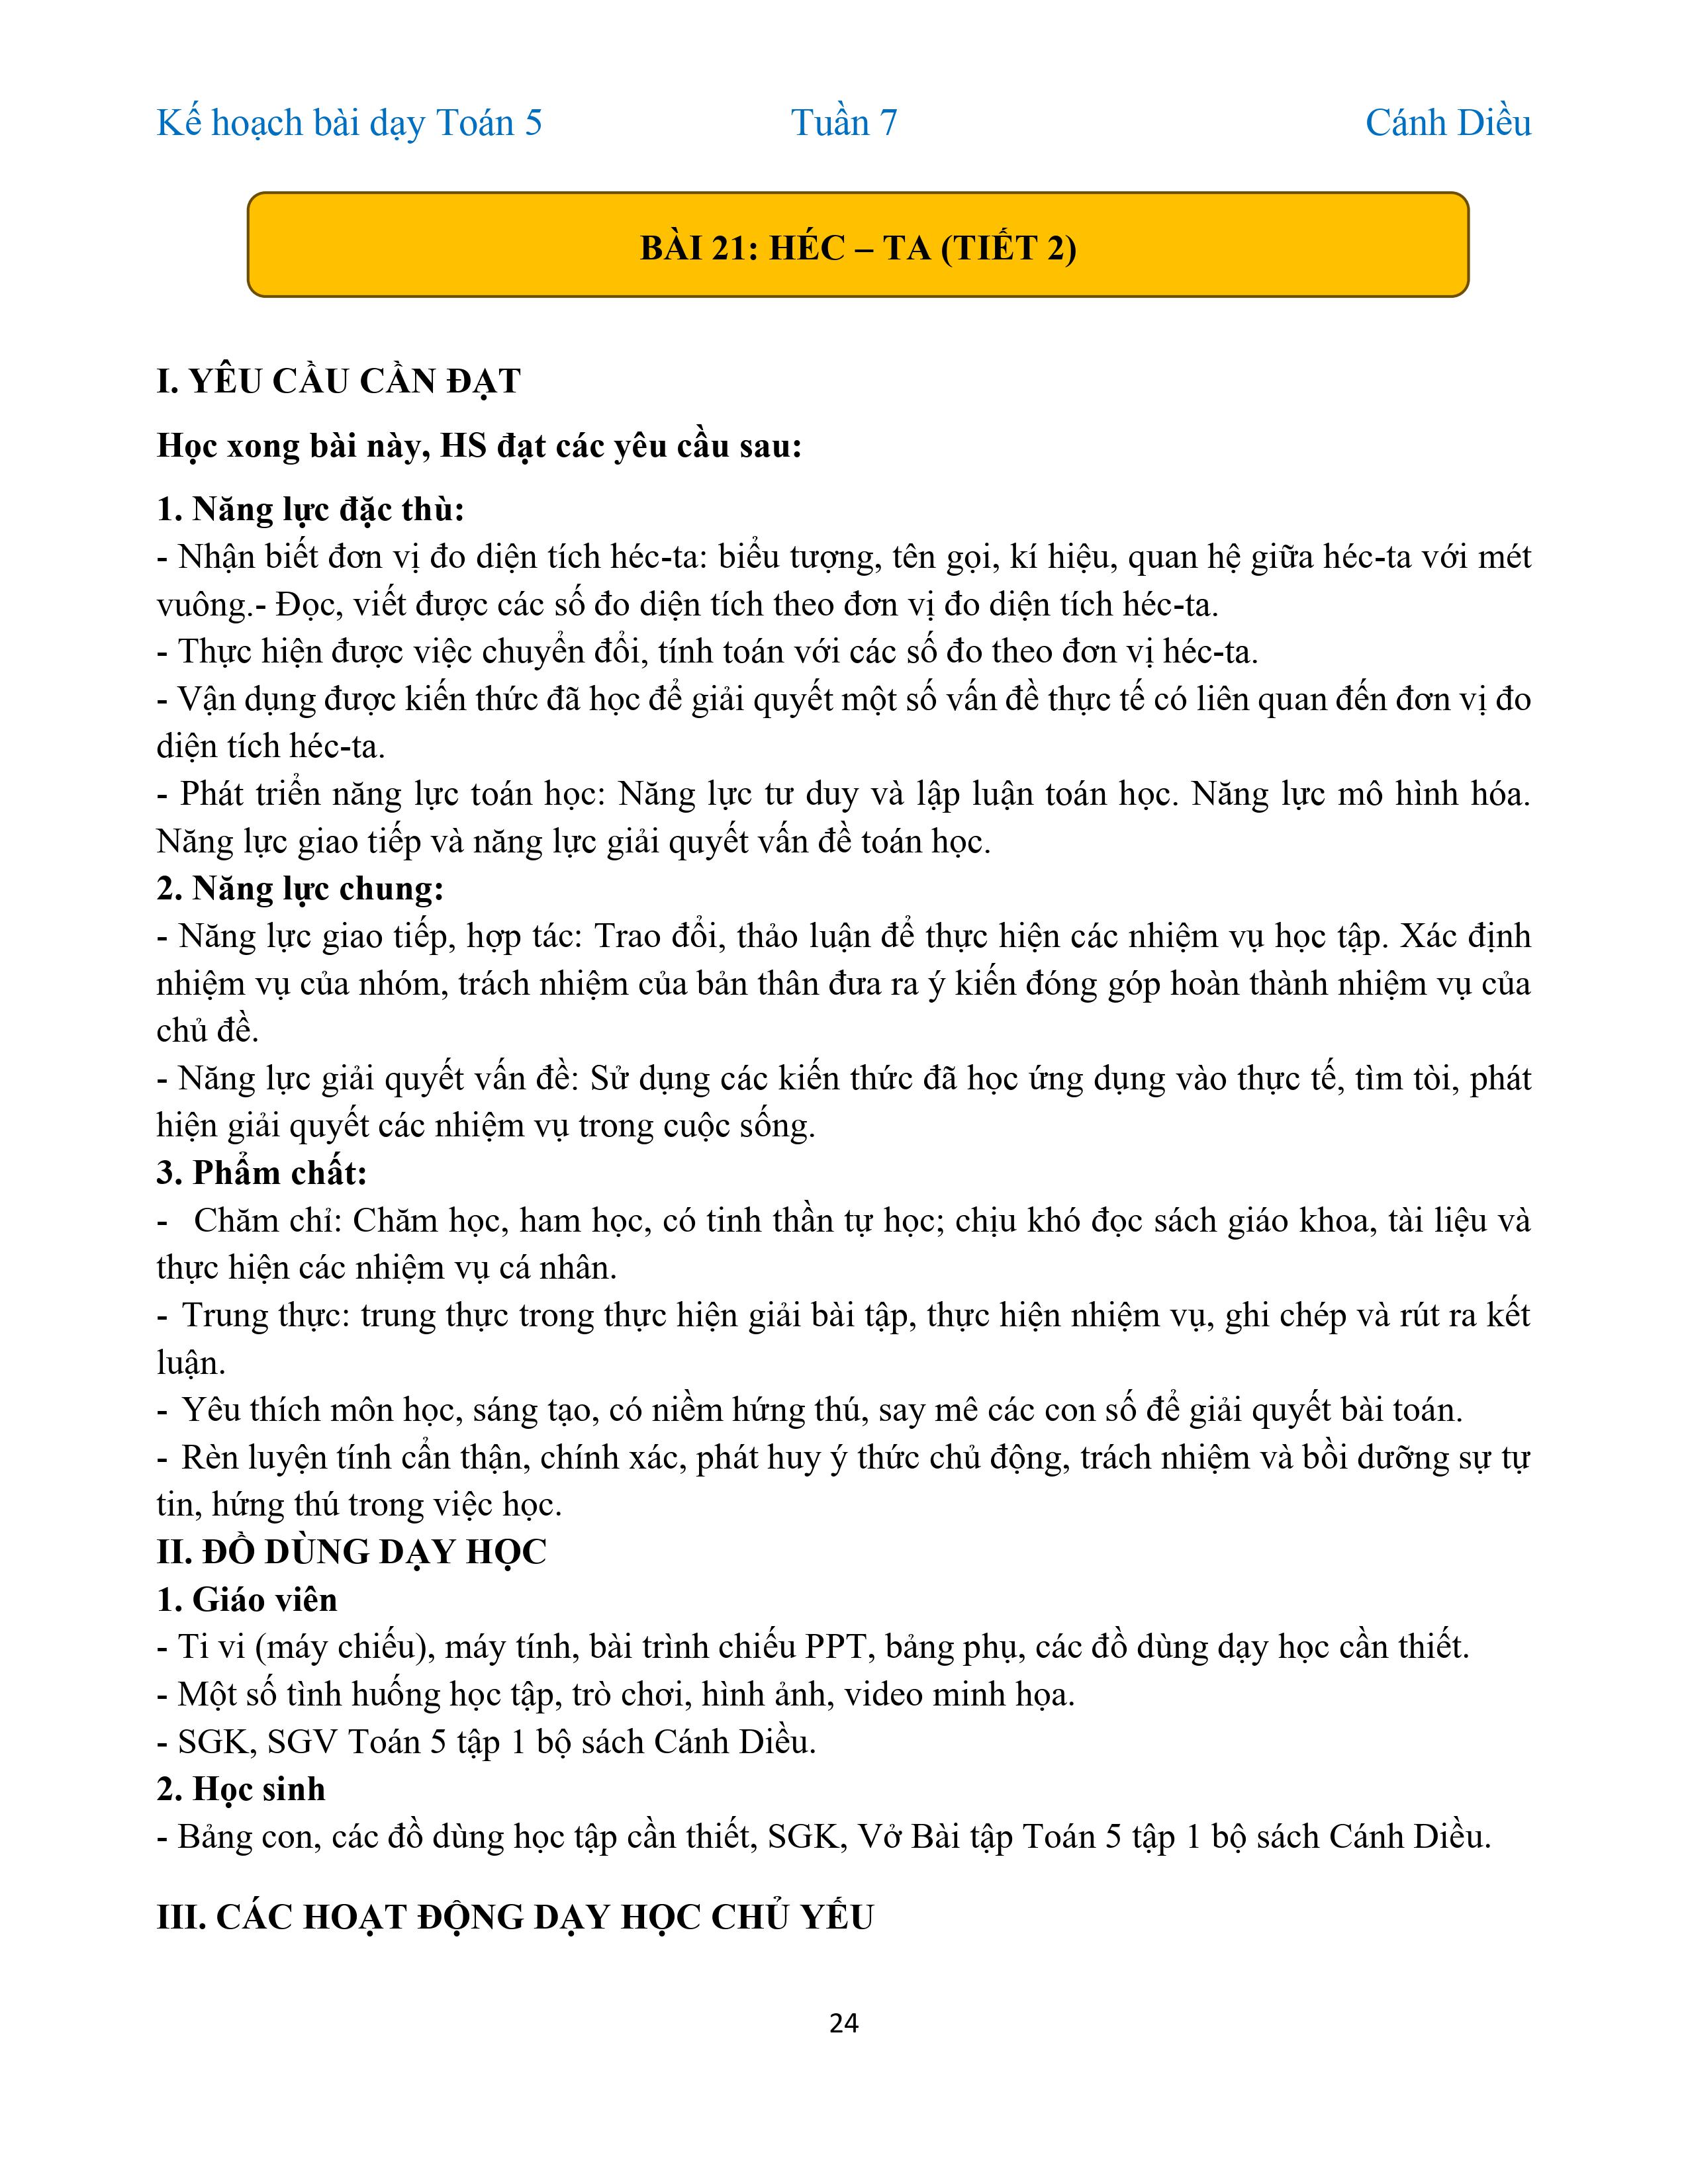 Kế hoạch bài dạy Toán 5 Tuần 7 Cánh Diều
BÀI 21: HÉC – TA (TIẾT 2)
I. YÊU CẦU CẦN ĐẠT
Học xong bài này, HS đạt các yêu cầu sau:
1. Năng lực đặc thù:
- Nhận biết đơn vị đo diện tích héc-ta: biểu tượng, tên gọi, kí hiệu, quan hệ giữa héc-ta với mét
vuông.- Đọc, viết được các số đo diện tích theo đơn vị đo diện tích héc-ta.
- Thực hiện được việc chuyển đổi, tính toán với các số đo theo đơn vị héc-ta.
- Vận dụng được kiến thức đã học để giải quyết một số vấn đề thực tế có liên quan đến đơn vị đo
diện tích héc-ta.
- Phát triển năng lực toán học: Năng lực tư duy và lập luận toán học. Năng lực mô hình hóa.
Năng lực giao tiếp và năng lực giải quyết vấn đề toán học.
2. Năng lực chung:
- Năng lực giao tiếp, hợp tác: Trao đổi, thảo luận để thực hiện các nhiệm vụ học tập. Xác định
nhiệm vụ của nhóm, trách nhiệm của bản thân đưa ra ý kiến đóng góp hoàn thành nhiệm vụ của
chủ đề.
- Năng lực giải quyết vấn đề: Sử dụng các kiến thức đã học ứng dụng vào thực tế, tìm tòi, phát
hiện giải quyết các nhiệm vụ trong cuộc sống.
3. Phẩm chất:
- Chăm chỉ: Chăm học, ham học, có tinh thần tự học; chịu khó đọc sách giáo khoa, tài liệu và
thực hiện các nhiệm vụ cá nhân.
- Trung thực: trung thực trong thực hiện giải bài tập, thực hiện nhiệm vụ, ghi chép và rút ra kết
luận.
- Yêu thích môn học, sáng tạo, có niềm hứng thú, say mê các con số để giải quyết bài toán.
- Rèn luyện tính cẩn thận, chính xác, phát huy ý thức chủ động, trách nhiệm và bồi dưỡng sự tự
tin, hứng thú trong việc học.
II. ĐỒ DÙNG DẠY HỌC
1. Giáo viên
- Ti vi (máy chiếu), máy tính, bài trình chiếu PPT, bảng phụ, các đồ dùng dạy học cần thiết.
- Một số tình huống học tập, trò chơi, hình ảnh, video minh họa.
- SGK, SGV Toán 5 tập 1 bộ sách Cánh Diều.
2. Học sinh
- Bảng con, các đồ dùng học tập cần thiết, SGK, Vở Bài tập Toán 5 tập 1 bộ sách Cánh Diều.
III. CÁC HOẠT ĐỘNG DẠY HỌC CHỦ YẾU
24